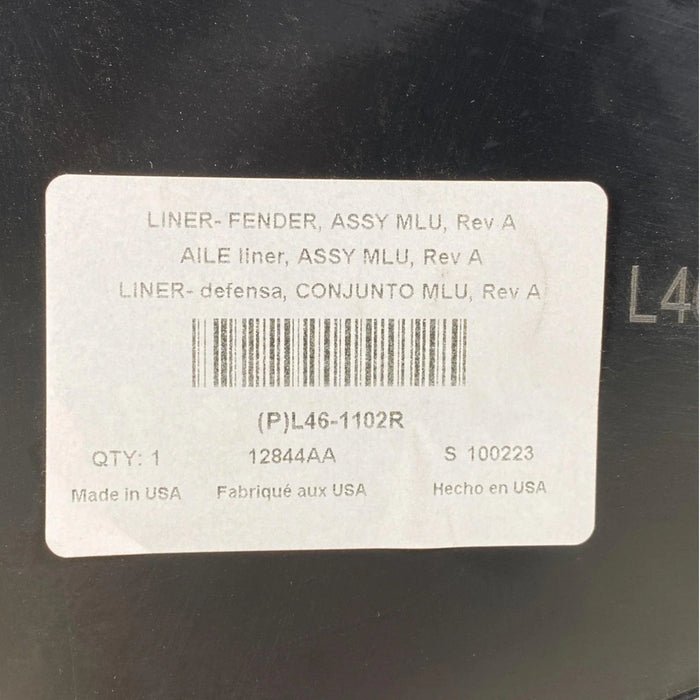 LINER- FENDER, ASSY MLU, Rev A
AILE liner, ASSY MLU, Rev A
LINER- defensa, CONJUNTO MLU, Rev A
(P)L46-1102R
QTY: 1 12844AA S 100223
Made in USA Fabriqué aux USA Hecho en USA